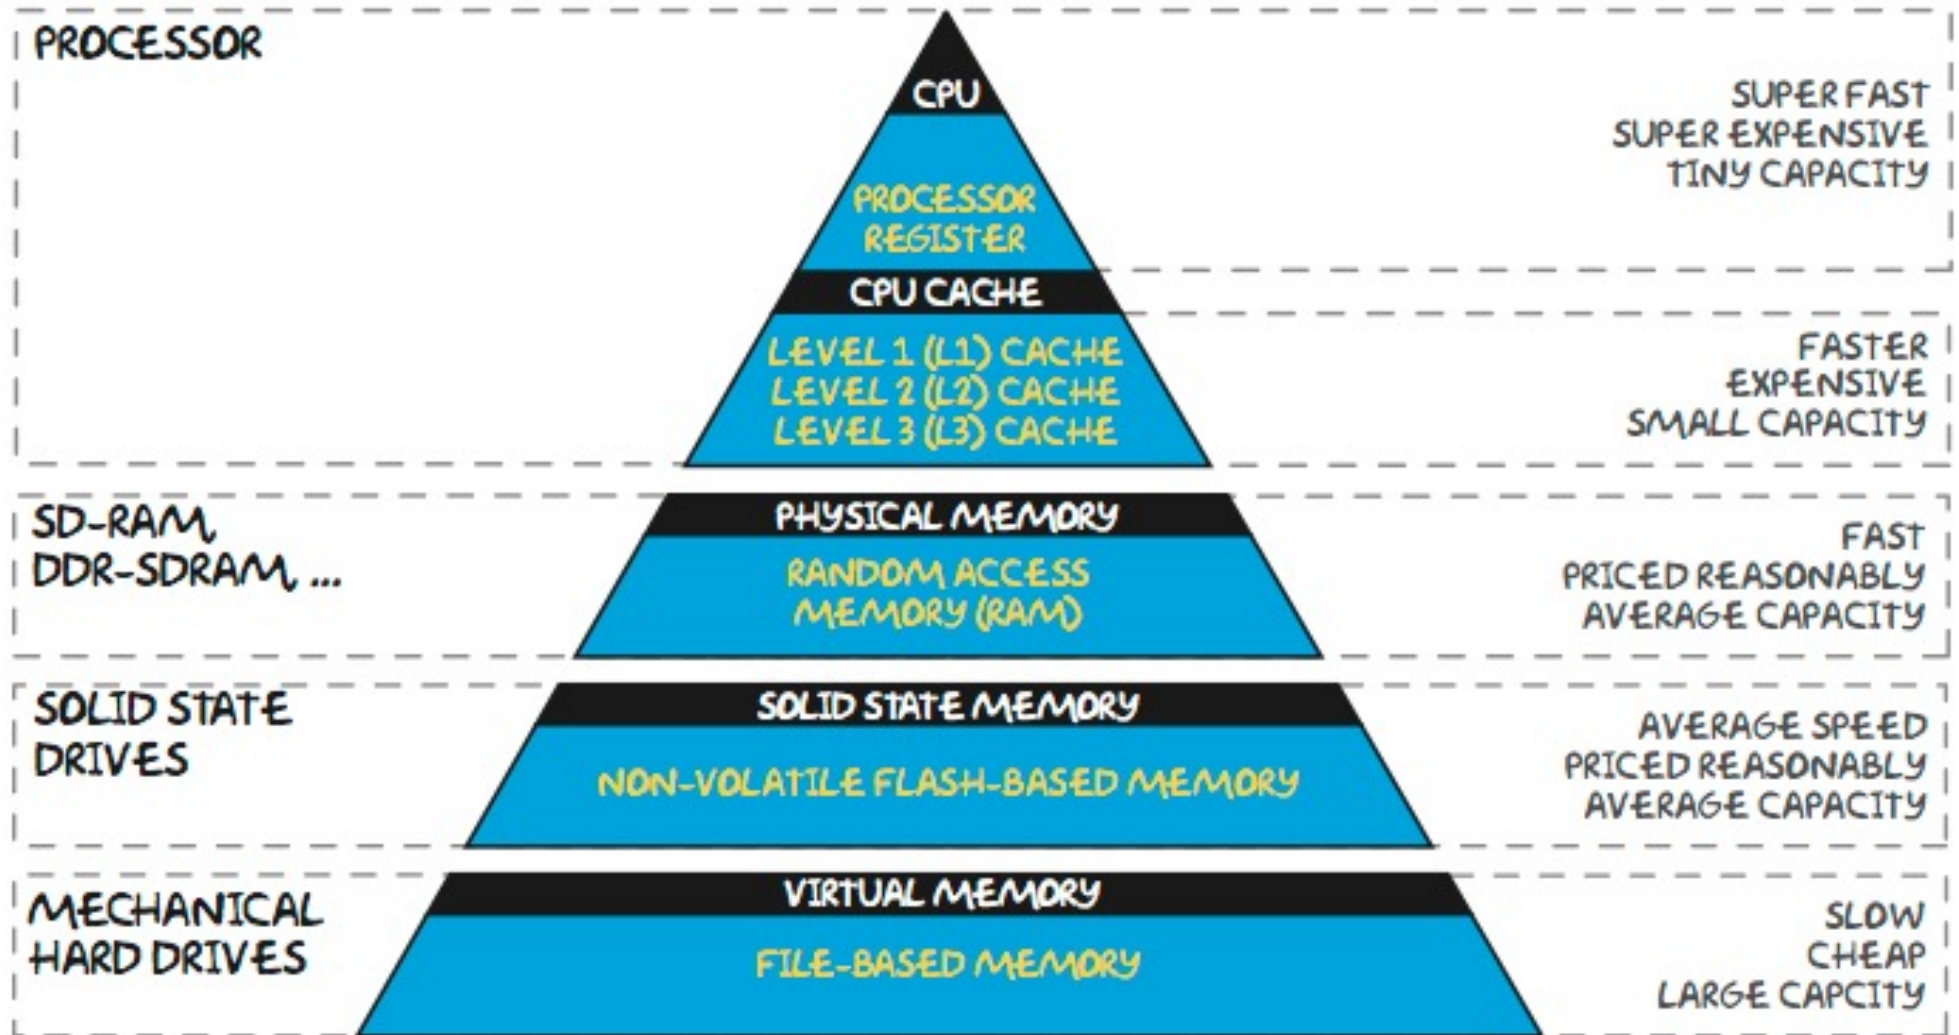 PROCESSOR
CPU
SUPER FAST
SUPER EXPENSIVE
TINY CAPACITY
PROCESSOR
REGISTER
CPU CACHE
LEVEL 1 (L1) CACHE
LEVEL 2 (L2) CACHE
LEVEL 3 (L3) CACHE
FASTER
EXPENSIVE
SMALL CAPACITY
SD-RAM,
DDR-SDRAM, ...
PHYSICAL MEMORY
RANDOM ACCESS
MEMORY (RAM)
FAST
PRICED REASONABLY
AVERAGE CAPACITY
SOLID STATE
DRIVES
SOLID STATE MEMORY
NON-VOLATILE FLASH-BASED MEMORY
AVERAGE SPEED
PRICED REASONABLY
AVERAGE CAPACITY
MECHANICAL
HARD DRIVES
VIRTUAL MEMORY
FILE-BASED MEMORY
SLOW
CHEAP
LARGE CAPCITY